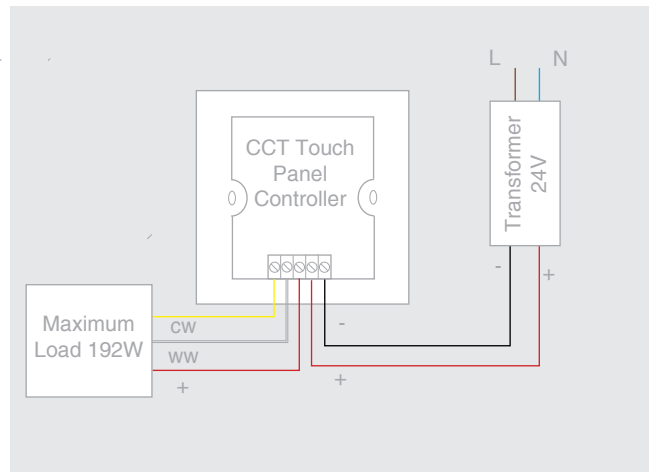 L N
CCT Touch
Panel
Controller
Transformer
24V
- +
Maximum
Load 192W
cw
ww
+
-
+